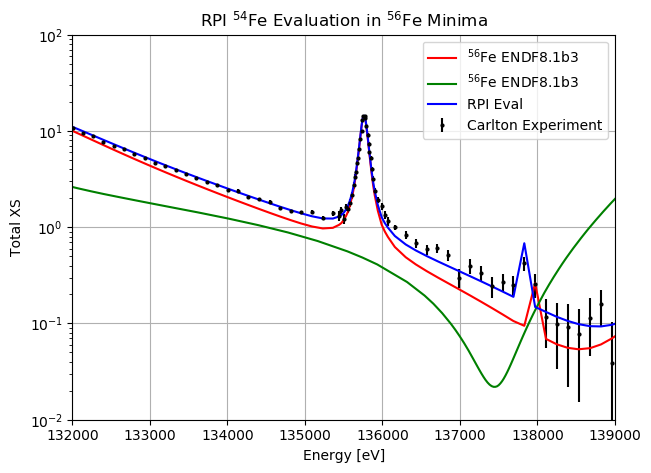 RPI ⁵⁴Fe Evaluation in ⁵⁶Fe Minima
⁵⁶Fe ENDF8.1b3
⁵⁶Fe ENDF8.1b3
RPI Eval
Carlton Experiment
Total XS
10²
10¹
10⁰
10⁻¹
10⁻²
132000 133000 134000 135000 136000 137000 138000 139000
Energy [eV]